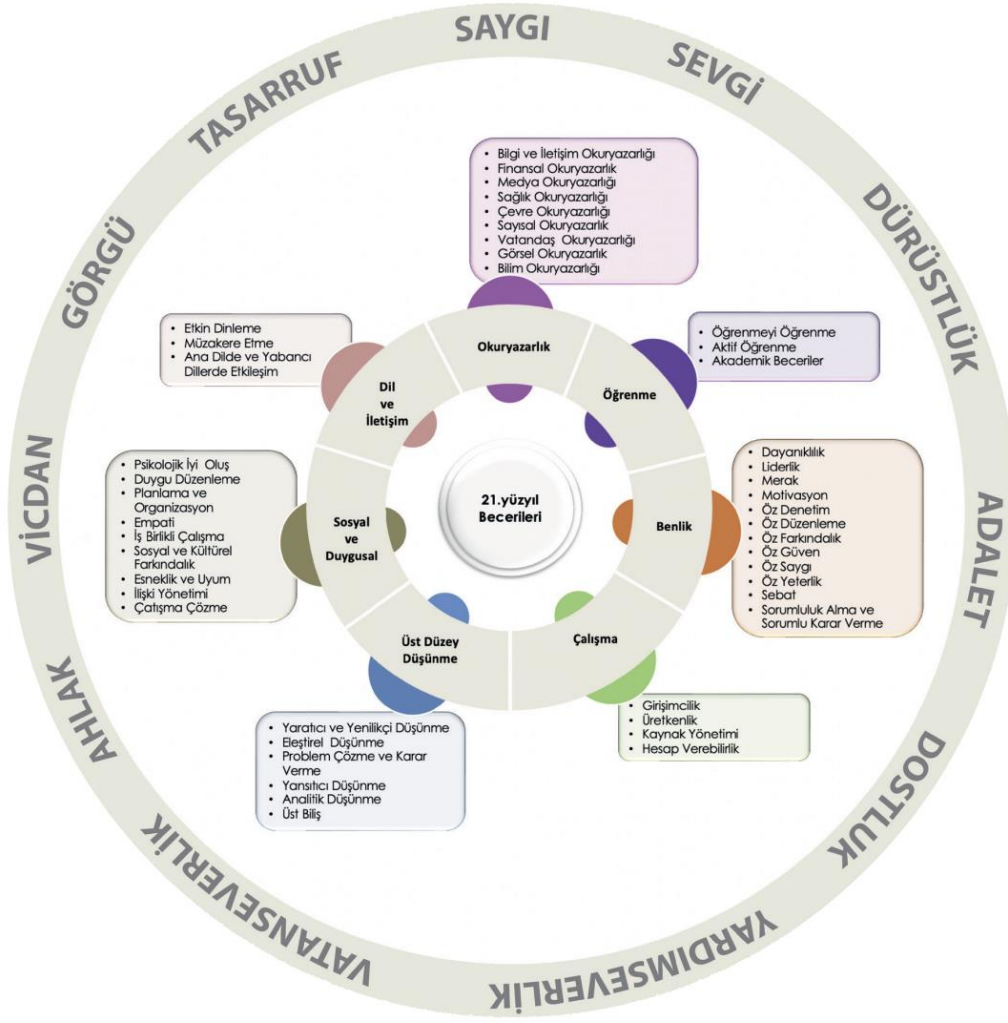 SAYGI
SEVGİ
DÜRÜSTLÜK
ADALET
DOSTLUK
YARDIMSEVERLİK
VATANSEVERLİK
AHLAK
VİCDAN
GÖRGÜ
TASARRUF
• Bilgi ve İletişim Okuryazarlığı
• Finansal Okuryazarlık
• Medya Okuryazarlığı
• Sağlık Okuryazarlığı
• Çevre Okuryazarlığı
• Sayısal Okuryazarlık
• Vatandaş Okuryazarlığı
• Görsel Okuryazarlık
• Bilim Okuryazarlığı
Okuryazarlık
• Öğrenmeyi Öğrenme
• Aktif Öğrenme
• Akademik Beceriler
Öğrenme
• Dayanıklılık
• Liderlik
• Merak
• Motivasyon
• Öz Denetim
• Öz Düzenleme
• Öz Farkındalık
• Öz Güven
• Öz Saygı
• Öz Yeterlik
• Sebat
• Sorumluluk Alma ve
Sorumlu Karar Verme
Benlik
• Girişimcilik
• Üretkenlik
• Kaynak Yönetimi
• Hesap Verebilirlik
Çalışma
• Yaratıcı ve Yenilikçi Düşünme
• Eleştirel Düşünme
• Problem Çözme ve Karar
Verme
• Yansıtıcı Düşünme
• Analitik Düşünme
• Üst Biliş
Üst Düzey
Düşünme
• Psikolojik İyi Oluş
• Duygu Düzenleme
• Planlama ve
Organizasyon
• Empati
• İş Birlikli Çalışma
• Sosyal ve Kültürel
Farkındalık
• Esneklik ve Uyum
• İlişki Yönetimi
• Çatışma Çözme
Sosyal
ve
Duygusal
• Etkin Dinleme
• Müzakere Etme
• Ana Dilde ve Yabancı
Dillerde Etkileşim
Dil
ve
İletişim
21.yüzyıl
Becerileri